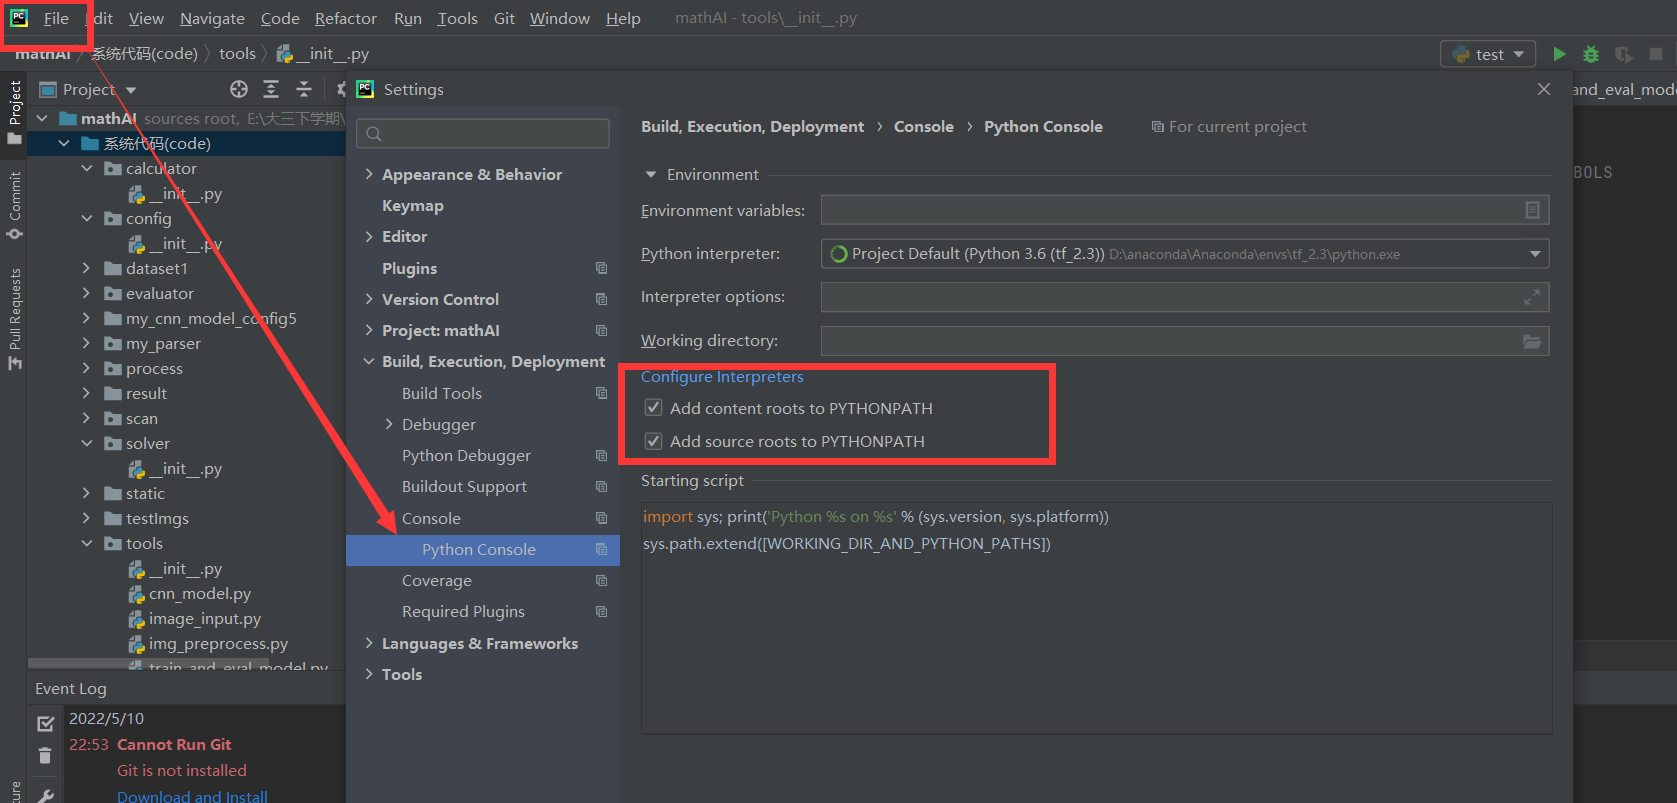 File Edit View Navigate Code Refactor Run Tools Git Window Help mathAI - tools\__init__.py
mathAI 系统代码(code) tools __init__.py
test
Project
Commit
Pull Requests
Project
mathAI sources root, E:\大三下学期\
系统代码(code)
calculator
__init__.py
config
__init__.py
dataset1
evaluator
my_cnn_model_config5
my_parser
process
result
scan
solver
__init__.py
static
testImgs
tools
__init__.py
cnn_model.py
image_input.py
img_preprocess.py
train_and_eval_model.py
Event Log
2022/5/10
22:53 Cannot Run Git
Git is not installed
Download and Install
Settings
Appearance & Behavior
Keymap
Editor
Plugins
Version Control
Project: mathAI
Build, Execution, Deployment
Build Tools
Debugger
Python Debugger
Buildout Support
Console
Python Console
Coverage
Required Plugins
Languages & Frameworks
Tools
Build, Execution, Deployment › Console › Python Console For current project
Environment
Environment variables:
Python interpreter: Project Default (Python 3.6 (tf_2.3)) D:\anaconda\Anaconda\envs\tf_2.3\python.exe
Interpreter options:
Working directory:
Configure Interpreters
Add content roots to PYTHONPATH
Add source roots to PYTHONPATH
Starting script
import sys; print('Python %s on %s' % (sys.version, sys.platform))
sys.path.extend([WORKING_DIR_AND_PYTHON_PATHS])
and_eval_mode
BOLS